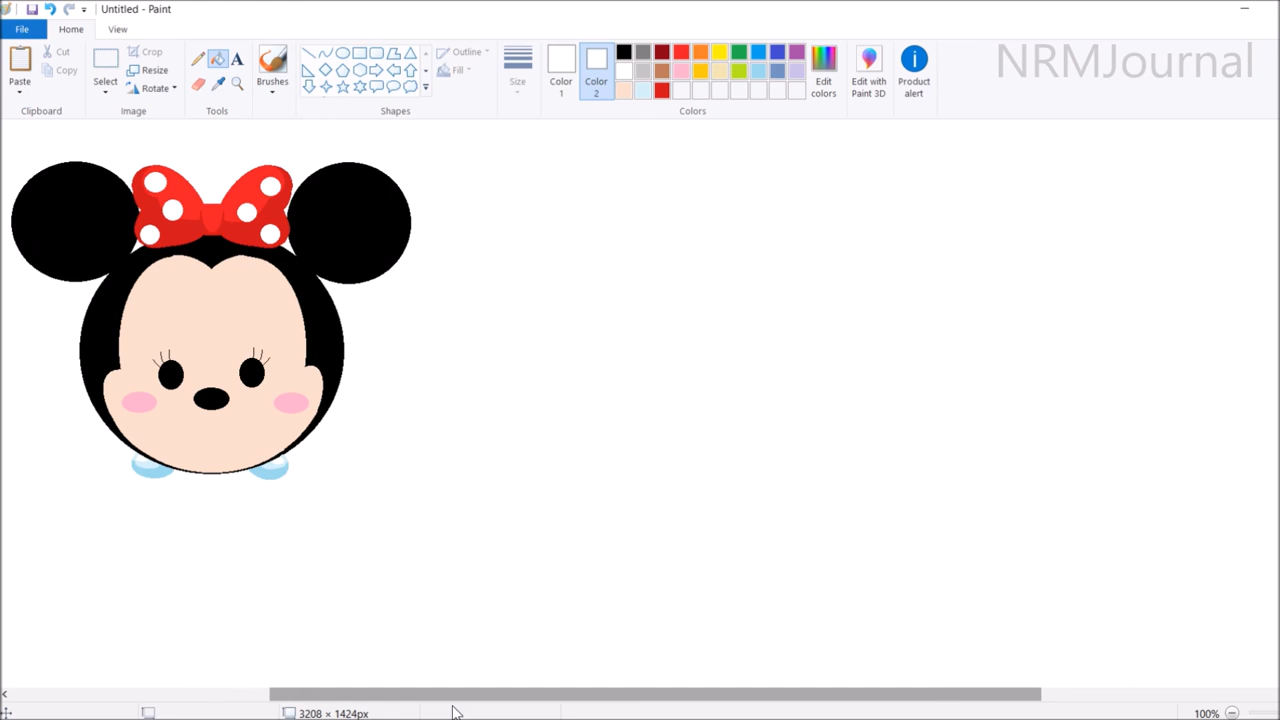 Untitled - Paint
File Home View
Paste
Cut
Copy
Clipboard
Select
Crop
Resize
Rotate
Image
A
Tools
Brushes
Outline
Fill
Shapes
Size
Color
1
Color
2
Edit
colors
Colors
Edit with
Paint 3D
Product
alert
NRMJournal
3208 × 1424px
100%